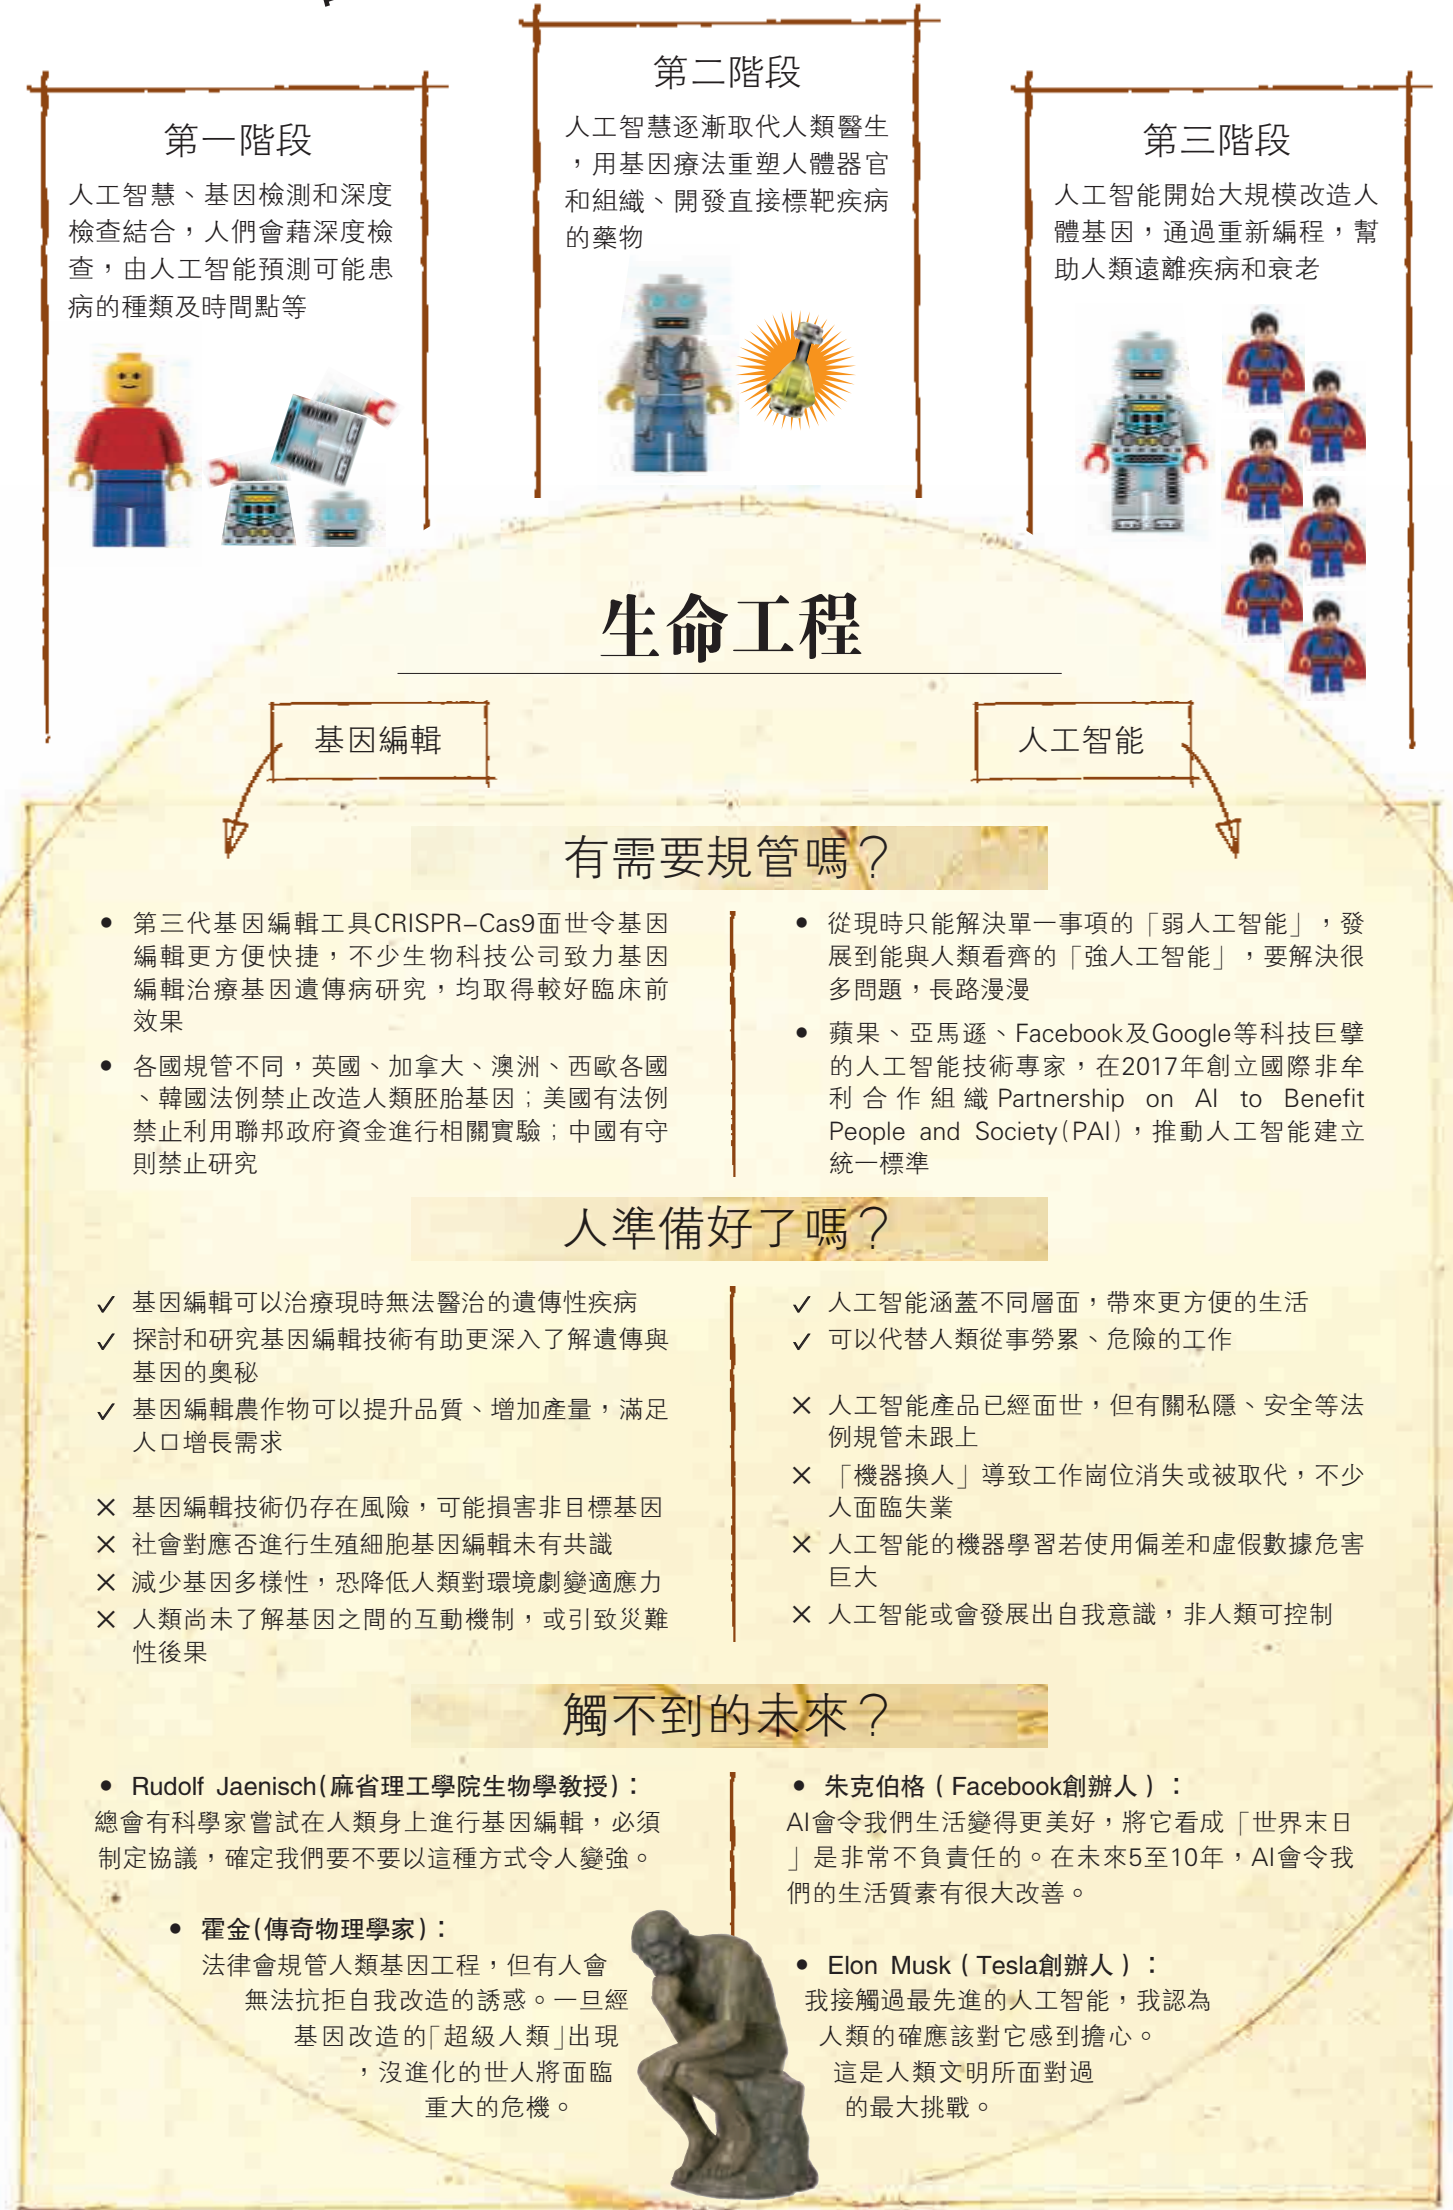 第一階段
人工智慧、基因檢測和深度
檢查結合，人們會藉深度檢
查，由人工智能預測可能患
病的種類及時間點等
第二階段
人工智慧逐漸取代人類醫生
，用基因療法重塑人體器官
和組織、開發直接標靶疾病
的藥物
第三階段
人工智能開始大規模改造人
體基因，通過重新編程，幫
助人類遠離疾病和衰老
生命工程
基因編輯
人工智能
有需要規管嗎？
● 第三代基因編輯工具CRISPR–Cas9面世令基因
編輯更方便快捷，不少生物科技公司致力基因
編輯治療基因遺傳病研究，均取得較好臨床前
效果
● 各國規管不同，英國、加拿大、澳洲、西歐各國
、韓國法例禁止改造人類胚胎基因；美國有法例
禁止利用聯邦政府資金進行相關實驗；中國有守
則禁止研究
● 從現時只能解決單一事項的「弱人工智能」，發
展到能與人類看齊的「強人工智能」，要解決很
多問題，長路漫漫
● 蘋果、亞馬遜、Facebook及Google等科技巨擘
的人工智能技術專家，在2017年創立國際非牟
利合作組織Partnership on AI to Benefit
People and Society(PAI)，推動人工智能建立
統一標準
人準備好了嗎？
✓ 基因編輯可以治療現時無法醫治的遺傳性疾病
✓ 探討和研究基因編輯技術有助更深入了解遺傳與
基因的奧秘
✓ 基因編輯農作物可以提升品質、增加產量，滿足
人口增長需求
✕ 基因編輯技術仍存在風險，可能損害非目標基因
✕ 社會對應否進行生殖細胞基因編輯未有共識
✕ 減少基因多樣性，恐降低人類對環境劇變適應力
✕ 人類尚未了解基因之間的互動機制，或引致災難
性後果
✓ 人工智能涵蓋不同層面，帶來更方便的生活
✓ 可以代替人類從事勞累、危險的工作
✕ 人工智能產品已經面世，但有關私隱、安全等法
例規管未跟上
✕ 「機器換人」導致工作崗位消失或被取代，不少
人面臨失業
✕ 人工智能的機器學習若使用偏差和虛假數據危害
巨大
✕ 人工智能或會發展出自我意識，非人類可控制
觸不到的未來？
● Rudolf Jaenisch(麻省理工學院生物學教授)：
總會有科學家嘗試在人類身上進行基因編輯，必須
制定協議，確定我們要不要以這種方式令人變強。
● 霍金(傳奇物理學家)：
法律會規管人類基因工程，但有人會
無法抗拒自我改造的誘惑。一旦經
基因改造的「超級人類」出現
，沒進化的世人將面臨
重大的危機。
● 朱克伯格（Facebook創辦人）：
AI會令我們生活變得更美好，將它看成「世界末日
」是非常不負責任的。在未來5至10年，AI會令我
們的生活質素有很大改善。
● Elon Musk（Tesla創辦人）：
我接觸過最先進的人工智能，我認為
人類的確應該對它感到擔心。
這是人類文明所面對過
的最大挑戰。